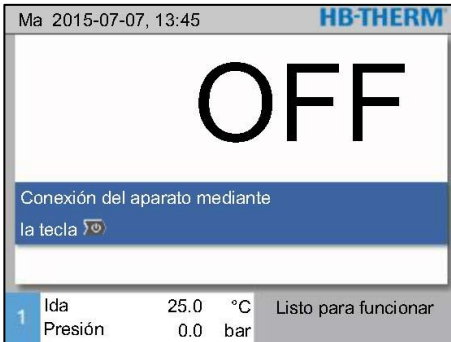 Ma 2015-07-07, 13:45 HB-THERM
OFF
Conexión del aparato mediante
la tecla
Ida 25.0 °C Listo para funcionar
1
Presión 0.0 bar